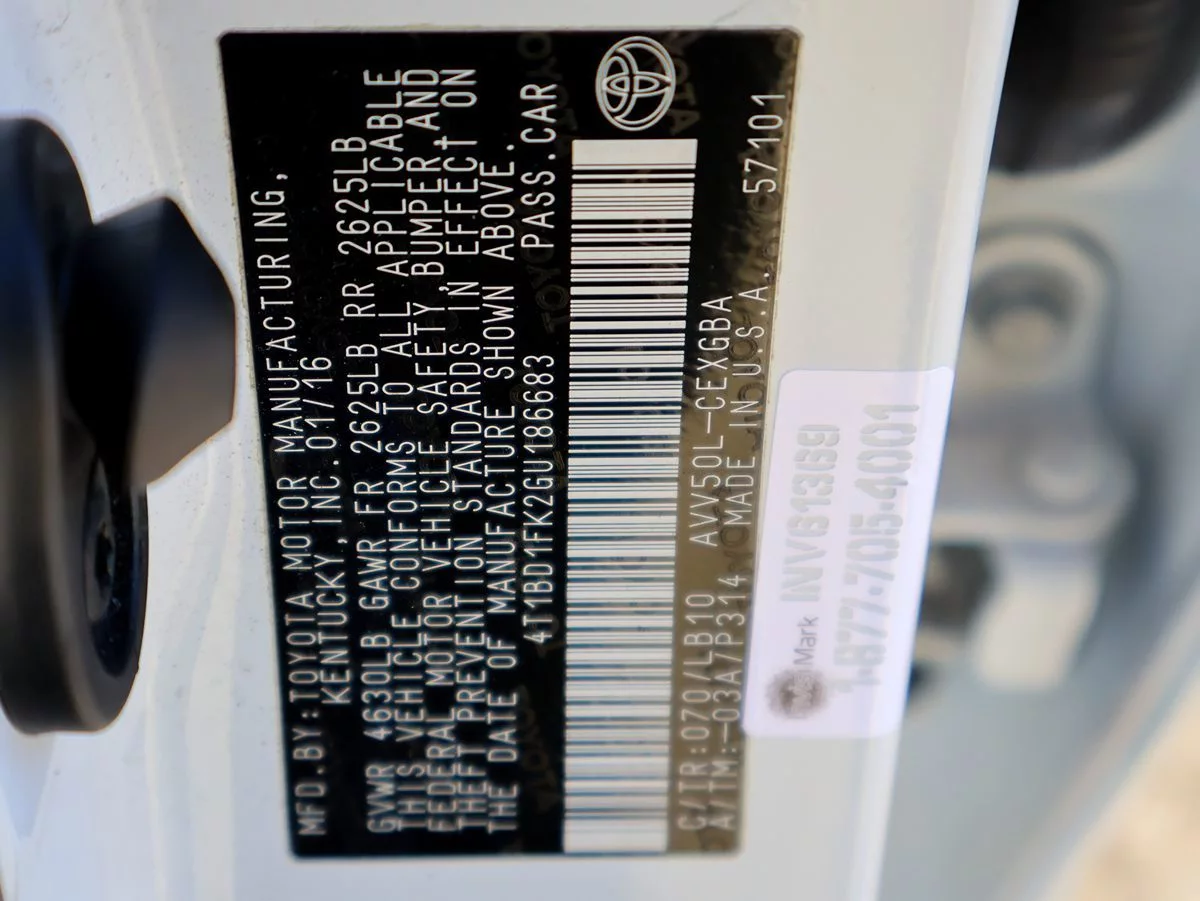 MFD.BY:TOYOTA MOTOR MANUFACTURING,
KENTUCKY,INC.01/16
GVWR 4630LB GAWR FR 2625LB RR 2625LB
THIS VEHICLE CONFORMS TO ALL APPLICABLE
FEDERAL MOTOR VEHICLE SAFETY,BUMPER,AND
THEFT PREVENTION STANDARDS IN EFFECT ON
THE DATE OF MANUFACTURE SHOWN ABOVE.
4T1BD1FK2GU186683 PASS.CAR
C/TR:070/LB10 AVV50L-CEXGBA
A/TM:-03A/P314 MADE IN U.S.A. 57101
Mark INV61369
1-877-705-4001